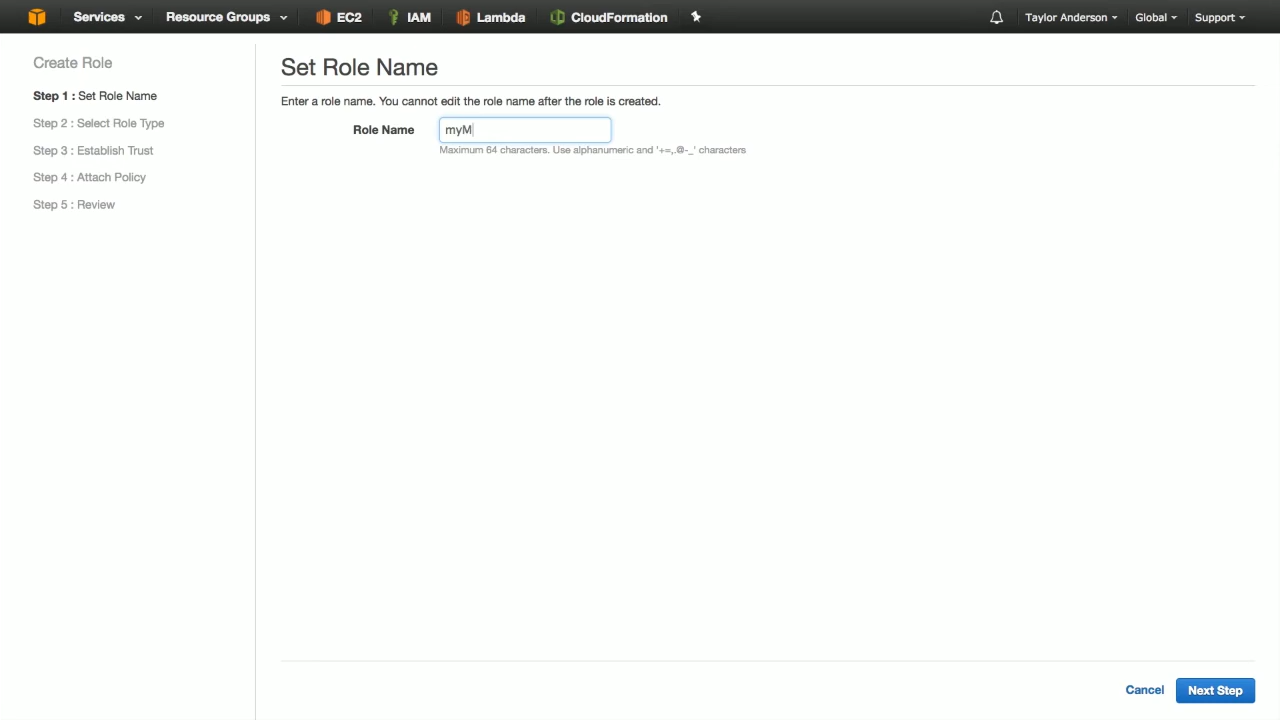 Services Resource Groups EC2 IAM Lambda CloudFormation Taylor Anderson Global Support
Create Role
Step 1 : Set Role Name
Step 2 : Select Role Type
Step 3 : Establish Trust
Step 4 : Attach Policy
Step 5 : Review
Set Role Name
Enter a role name. You cannot edit the role name after the role is created.
Role Name myM
Maximum 64 characters. Use alphanumeric and '+=,.@-_' characters
Cancel Next Step